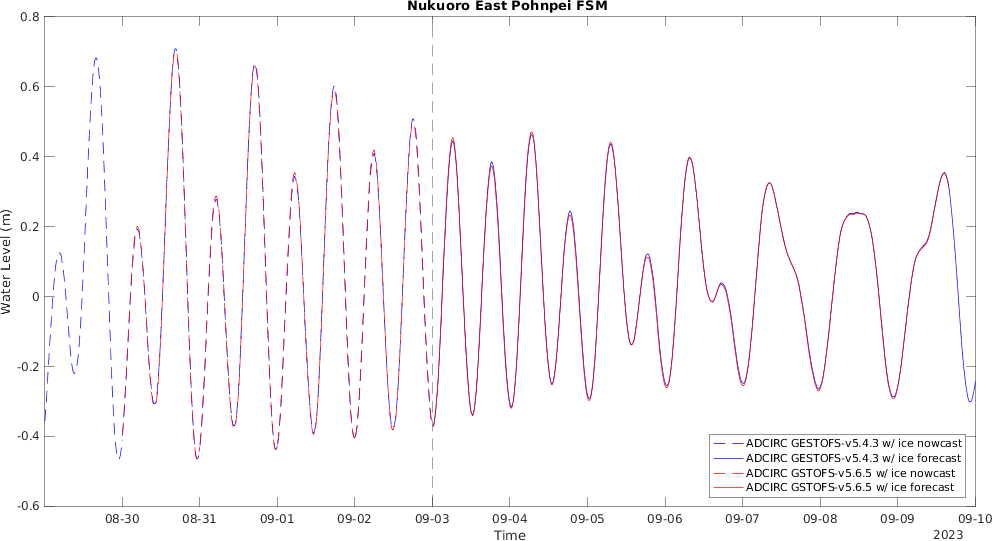 Nukuoro East Pohnpei FSM
0.8
0.6
0.4
0.2
0
-0.2
-0.4
-0.6
Water Level (m)
ADCIRC GESTOFS-v5.4.3 w/ ice nowcast
ADCIRC GESTOFS-v5.4.3 w/ ice forecast
ADCIRC GSTOFS-v5.6.5 w/ ice nowcast
ADCIRC GSTOFS-v5.6.5 w/ ice forecast
08-30 08-31 09-01 09-02 09-03 09-04 09-05 09-06 09-07 09-08 09-09 09-10
Time
2023